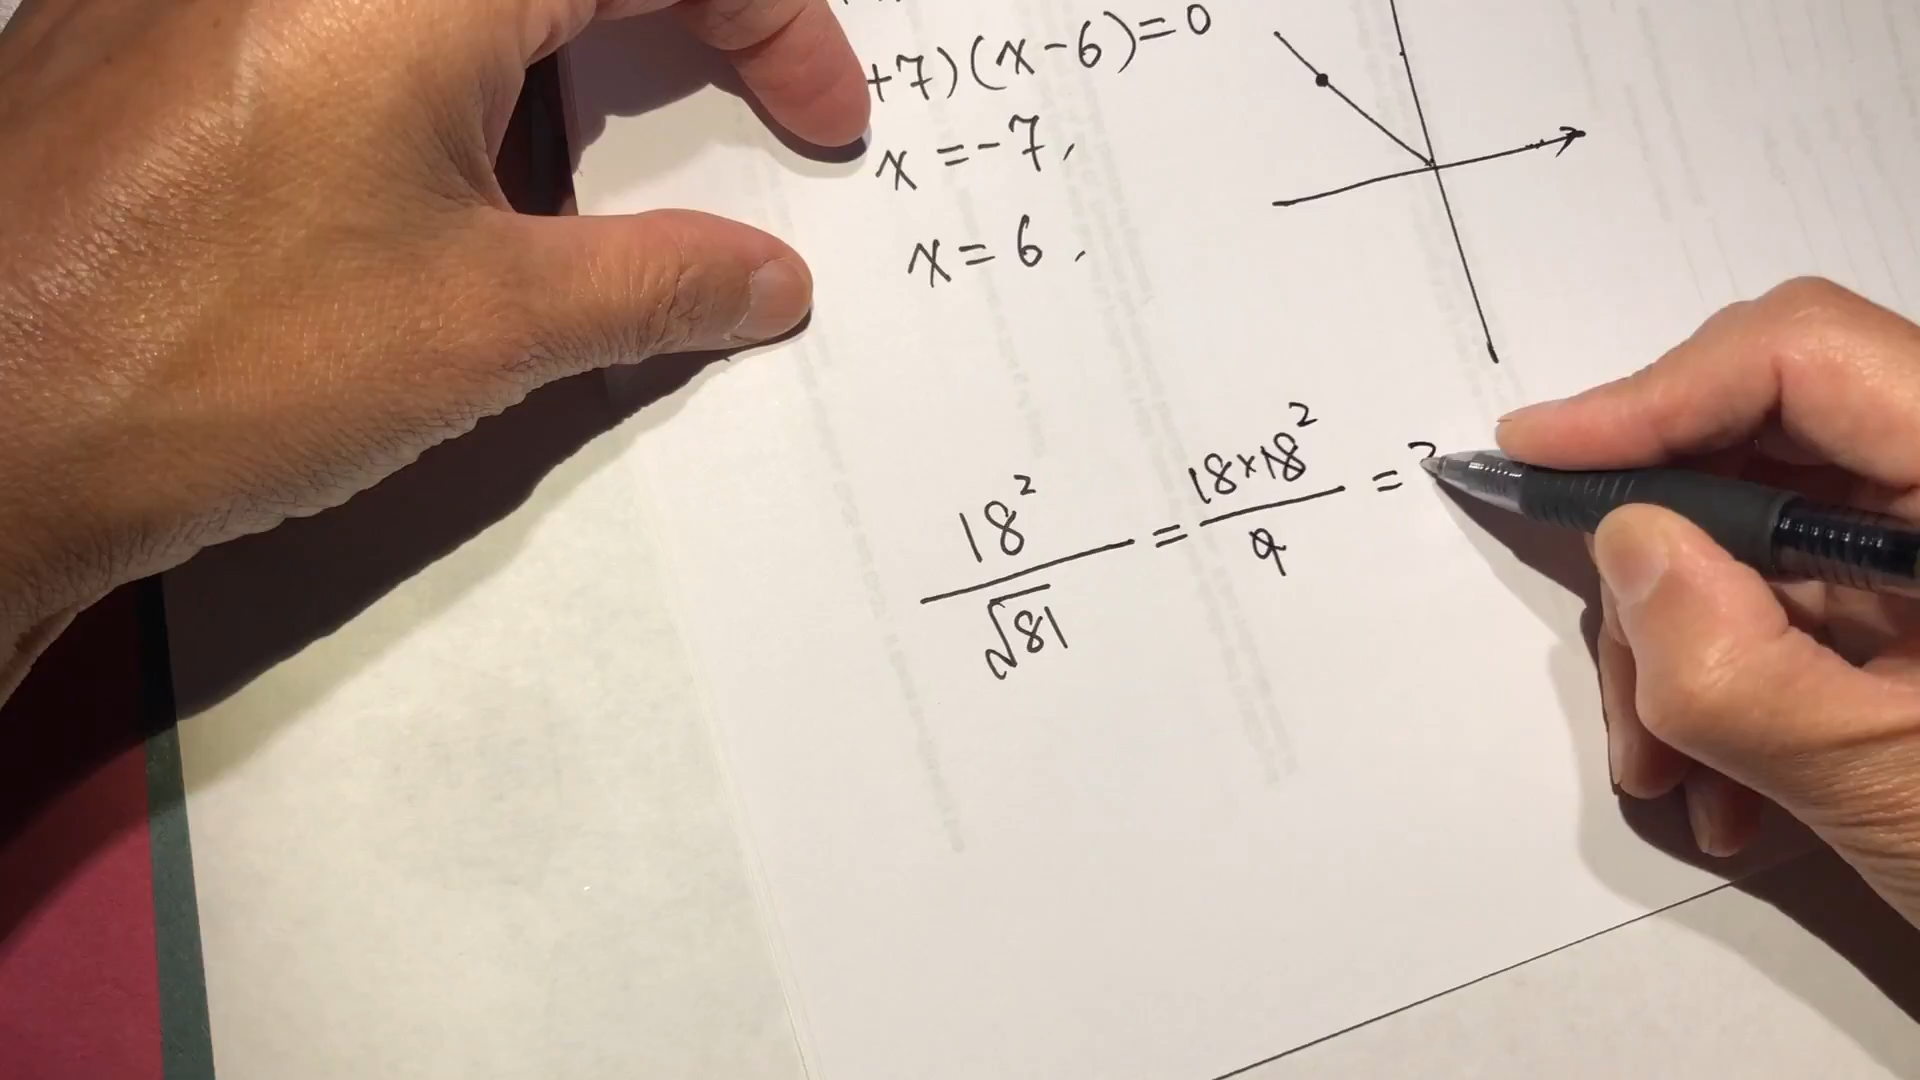 +7)(x-6)=0
x=-7,
x=6,
18²/√81 = 18×18²/9 =